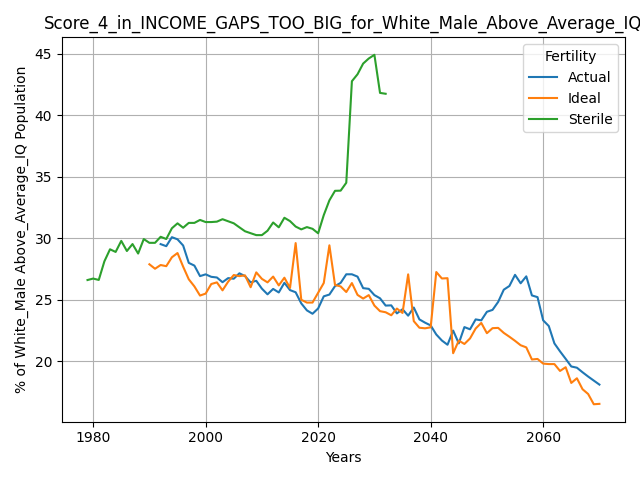 Score_4_in_INCOME_GAPS_TOO_BIG_for_White_Male_Above_Average_IQ
% of White_Male Above_Average_IQ Population
45
40
35
30
25
20
Fertility
Actual
Ideal
Sterile
1980
2000
2020
2040
2060
Years